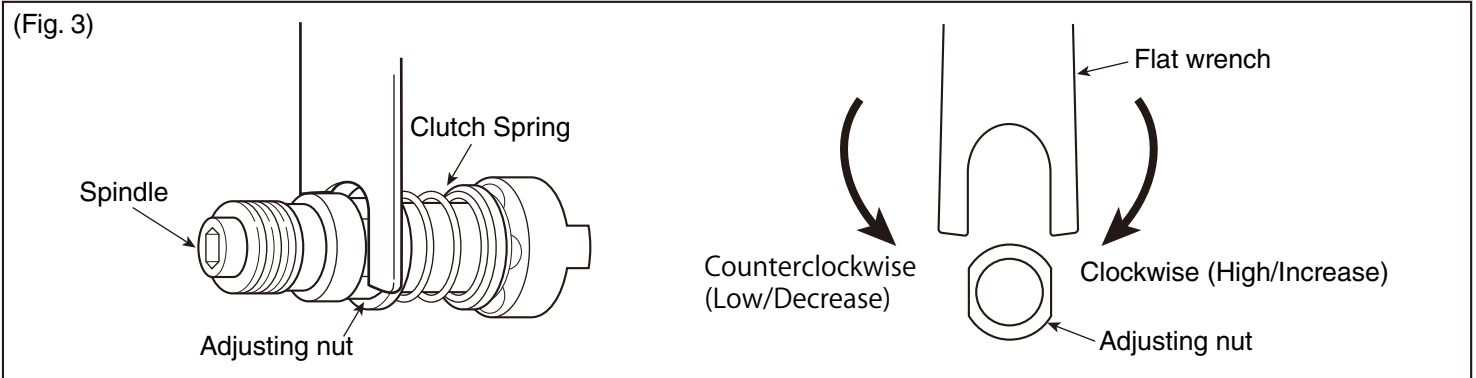 (Fig. 3)
Clutch Spring
Spindle
Adjusting nut
Flat wrench
Counterclockwise
(Low/Decrease)
Clockwise (High/Increase)
Adjusting nut